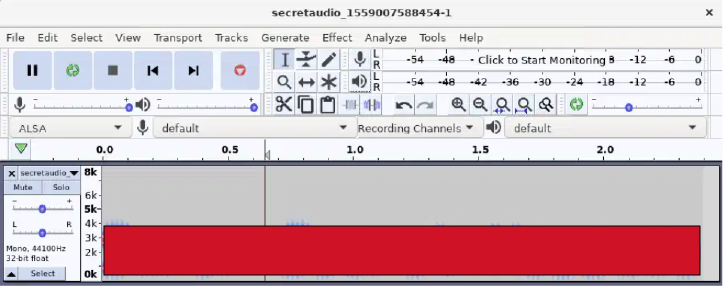 secretaudio_1559007588454-1
File Edit Select View Transport Tracks Generate Effect Analyze Tools Help
L R -54 -48 - Click to Start Monitoring 8 -12 -6 0
L R -54 -48 -42 -36 -30 -24 -18 -12 -6 0
- + - + - +
ALSA default Recording Channels default
0.0 0.5 1.0 1.5 2.0
secretaudio_
Mute Solo
- +
L R
Mono, 44100Hz
32-bit float
Select
8k
6k
5k
4k
3k
2k
0k